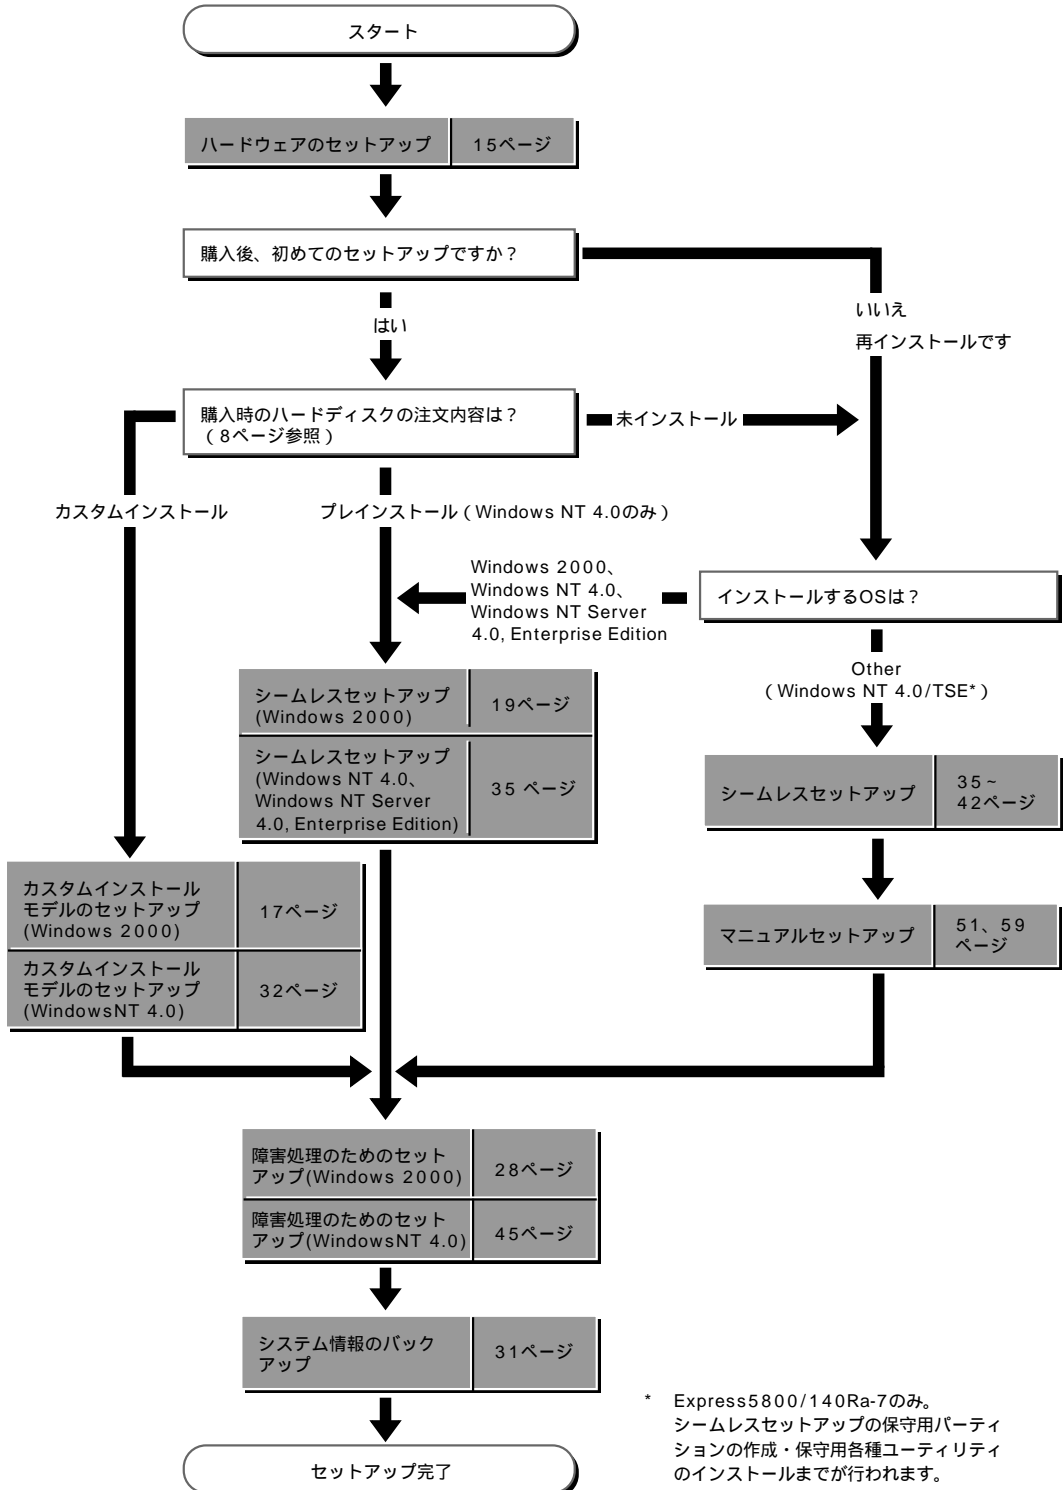 スタート
ハードウェアのセットアップ
15ページ
購入後、初めてのセットアップですか？
はい
いいえ
再インストールです
購入時のハードディスクの注文内容は？
（8ページ参照）
未インストール
カスタムインストール
プレインストール（Windows NT 4.0のみ）
Windows 2000、
Windows NT 4.0、
Windows NT Server
4.0, Enterprise Edition
インストールするOSは？
Other
（Windows NT 4.0/TSE*）
シームレスセットアップ
(Windows 2000)
19ページ
シームレスセットアップ
(Windows NT 4.0、
Windows NT Server
4.0, Enterprise Edition)
35 ページ
シームレスセットアップ
35~
42ページ
カスタムインストール
モデルのセットアップ
(Windows 2000)
17ページ
カスタムインストール
モデルのセットアップ
(WindowsNT 4.0)
32ページ
マニュアルセットアップ
51、59
ページ
障害処理のためのセット
アップ(Windows 2000)
28ページ
障害処理のためのセット
アップ(WindowsNT 4.0)
45ページ
システム情報のバック
アップ
31ページ
セットアップ完了
* Express5800/140Ra-7のみ。
シームレスセットアップの保守用パーティ
ションの作成・保守用各種ユーティリティ
のインストールまでが行われます。